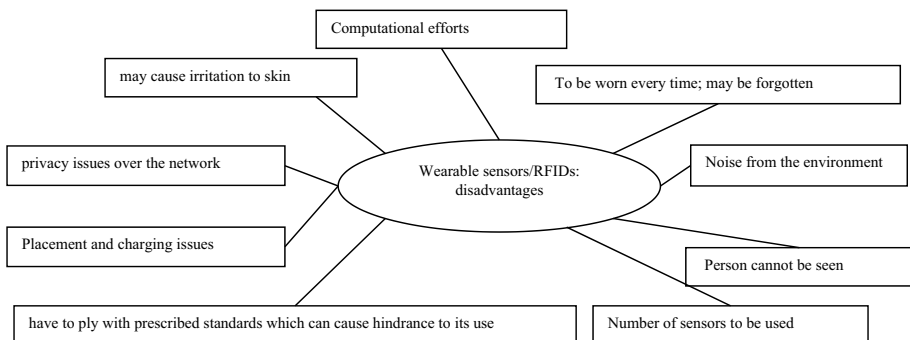 Computational efforts
may cause irritation to skin
To be worn every time; may be forgotten
privacy issues over the network
Wearable sensors/RFIDs:
disadvantages
Noise from the environment
Placement and charging issues
Person cannot be seen
have to ply with prescribed standards which can cause hindrance to its use
Number of sensors to be used